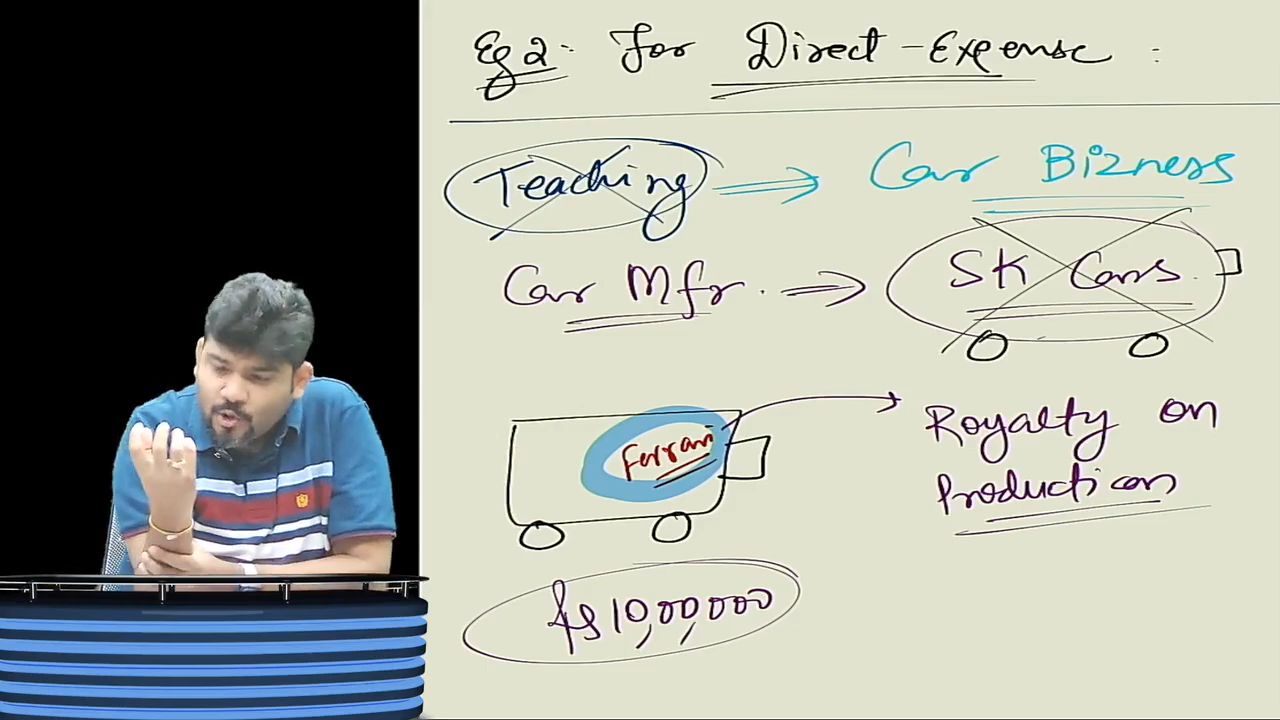 Eg 2: For Direct-Expense :
Teaching ⇒ Car Bizness
Car Mfr. ⇒ SK Cars.
Ferrari
Royalty on
Production
Rs 10,00,000